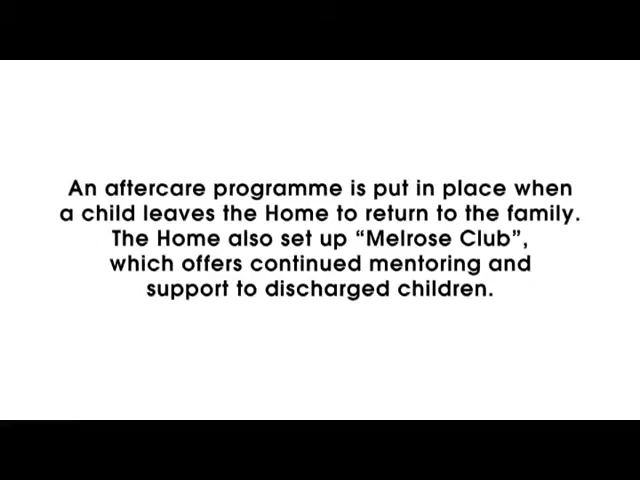 An aftercare programme is put in place when
a child leaves the Home to return to the family.
The Home also set up “Melrose Club”,
which offers continued mentoring and
support to discharged children.